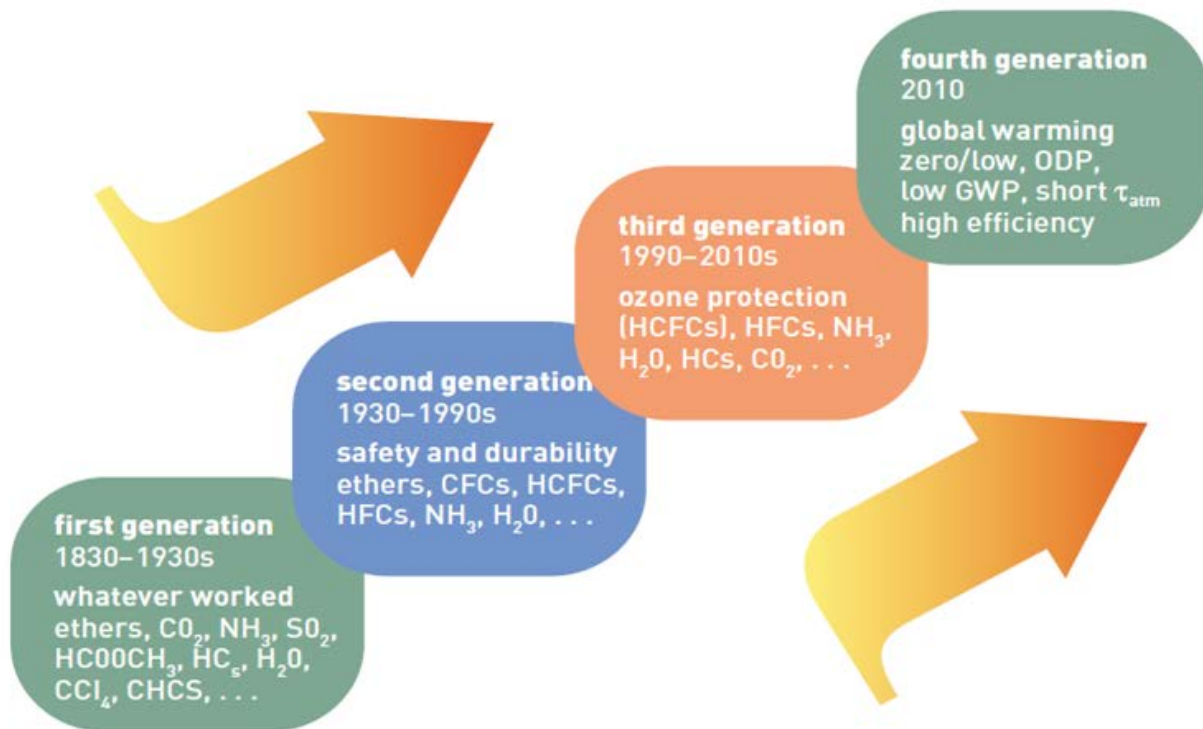 fourth generation
2010
global warming
zero/low, ODP,
low GWP, short τatm
high efficiency
third generation
1990–2010s
ozone protection
(HCFCs), HFCs, NH3,
H20, HCs, C02, . . .
second generation
1930–1990s
safety and durability
ethers, CFCs, HCFCs,
HFCs, NH3, H20, . . .
first generation
1830–1930s
whatever worked
ethers, C02, NH3, S02,
HC00CH3, HCs, H20,
CCl4, CHCS, . . .